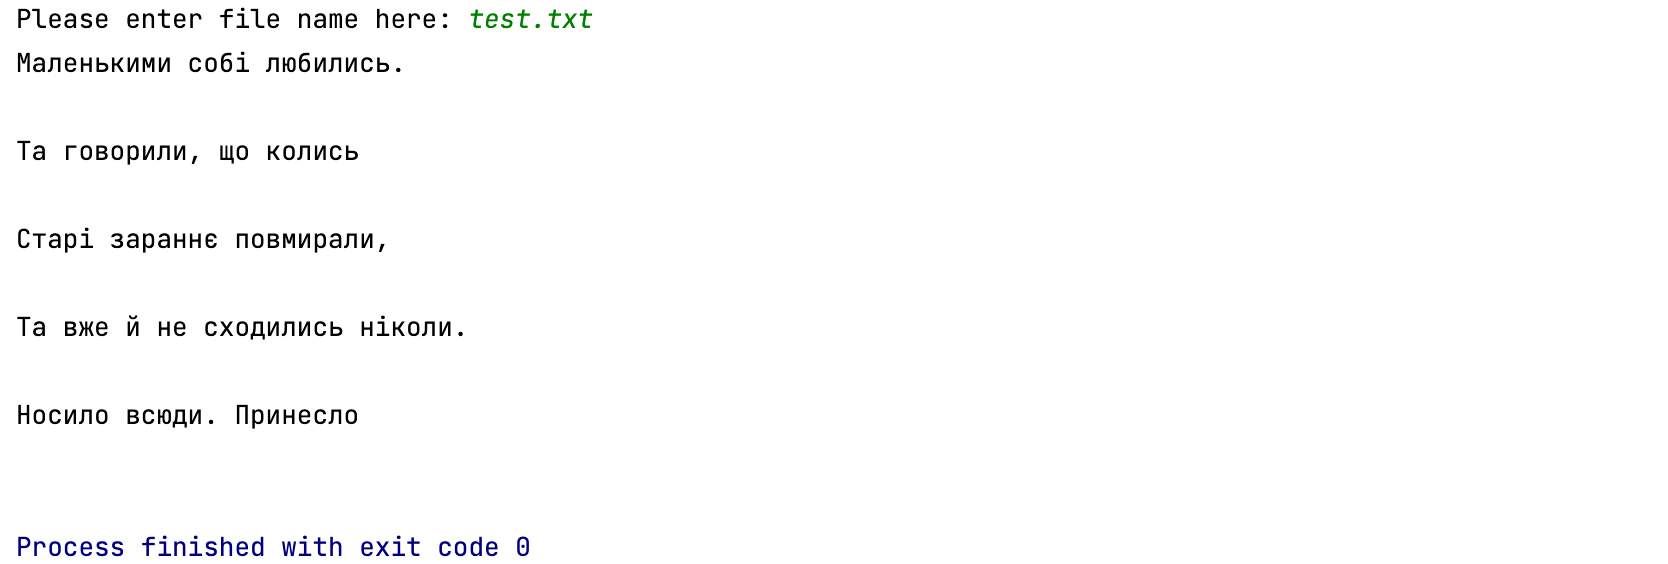 Please enter file name here: test.txt
Маленькими собі любились.
Та говорили, що колись
Старі зараннє повмирали,
Та вже й не сходились ніколи.
Носило всюди. Принесло
Process finished with exit code 0